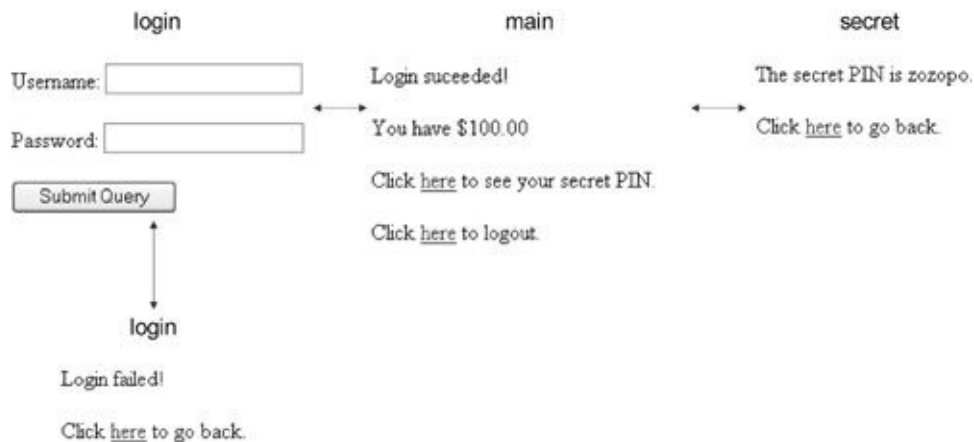 login
Username:
Password:
Submit Query
login
Login failed!
Click here to go back.
main
Login suceeded!
You have $100.00
Click here to see your secret PIN.
Click here to logout.
secret
The secret PIN is zozopo.
Click here to go back.